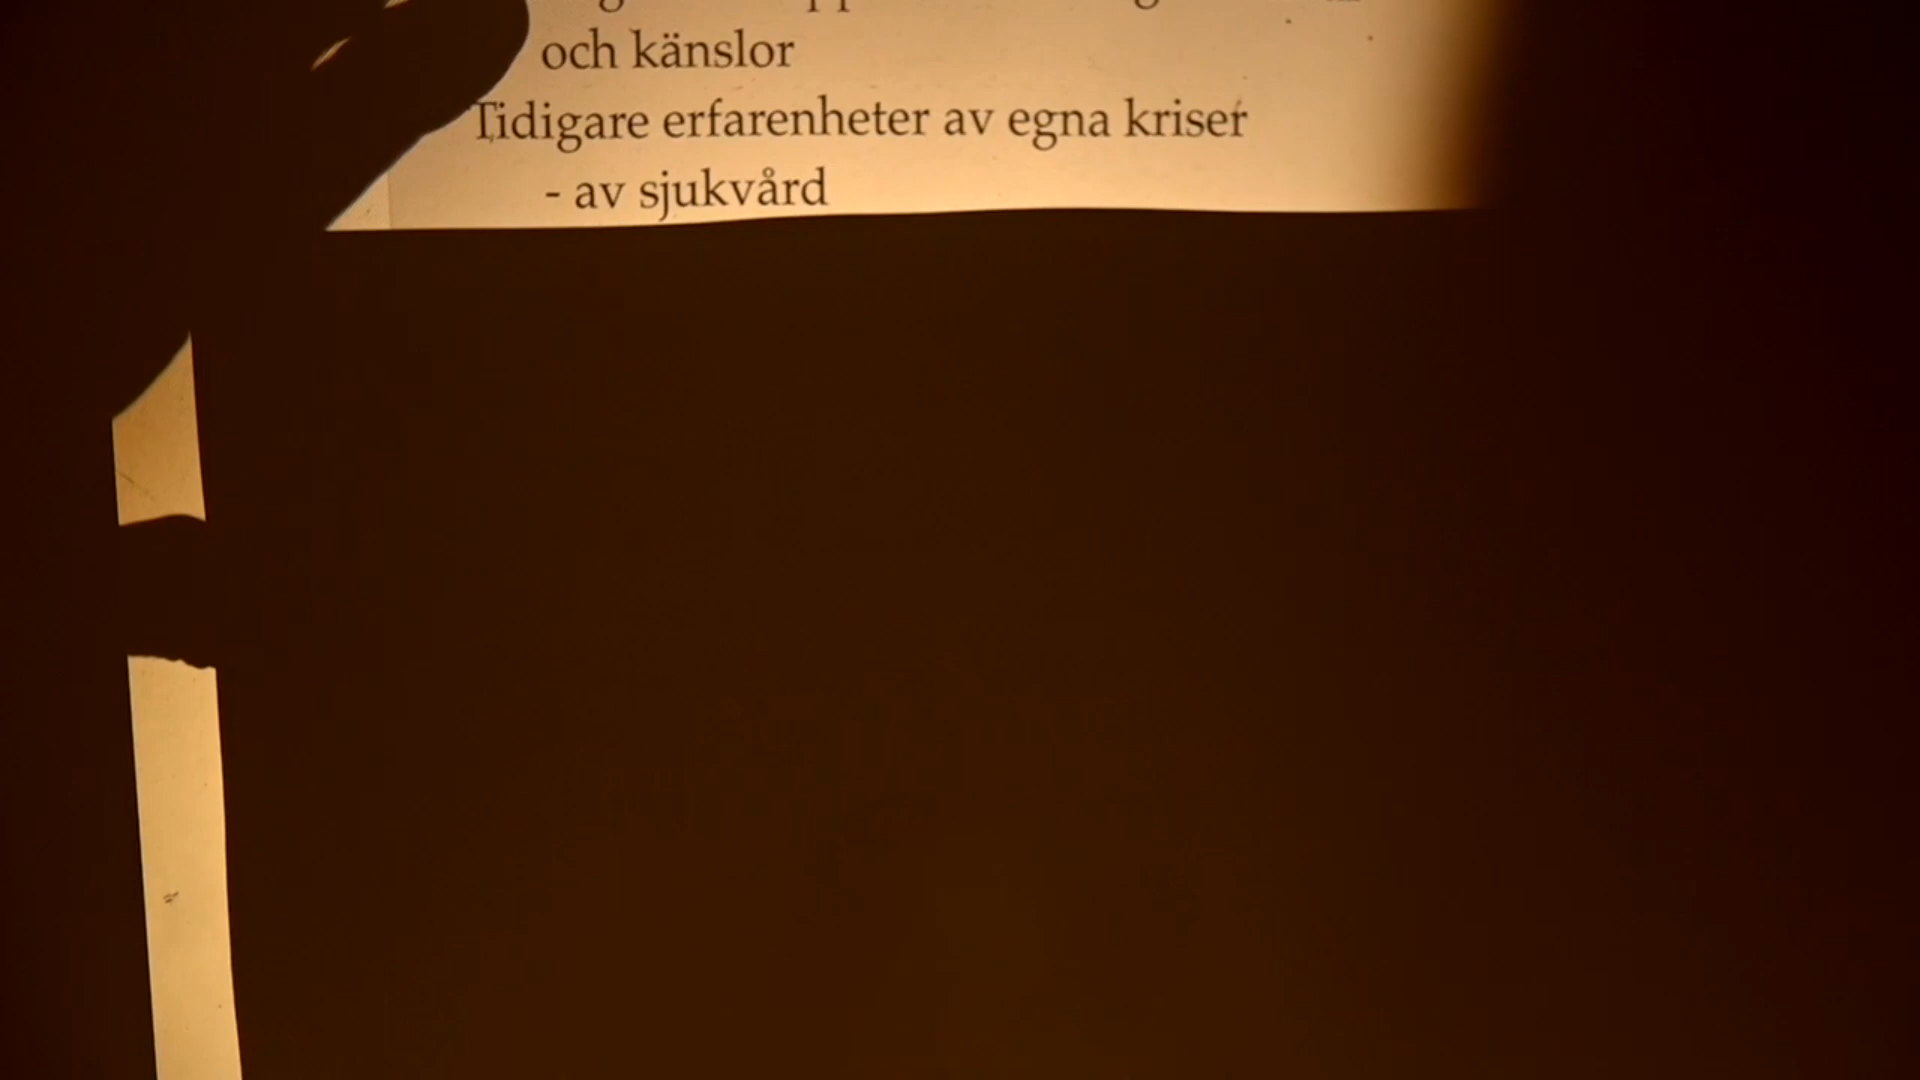 och känslor
Tidigare erfarenheter av egna kriser
- av sjukvård